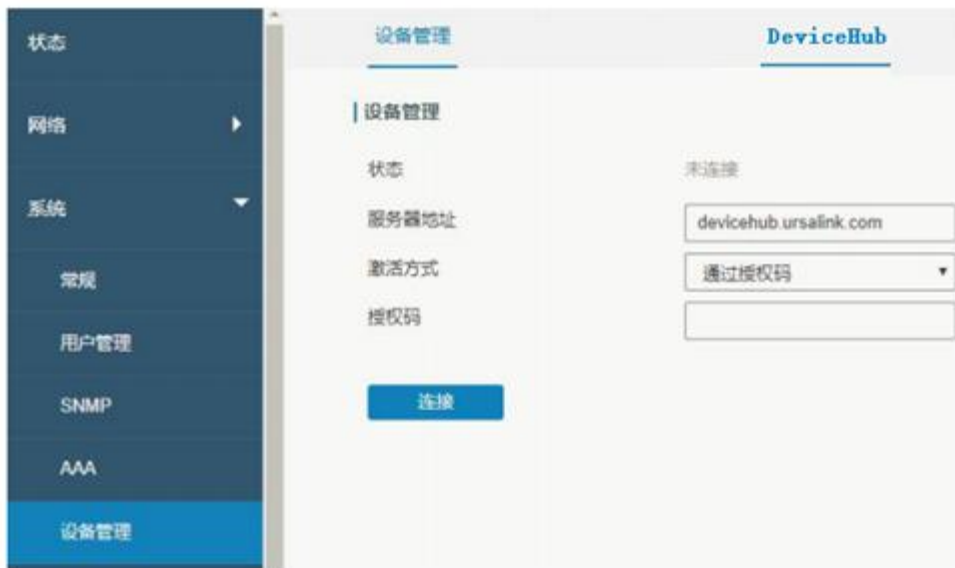 状态
网络
系统
常规
用户管理
SNMP
AAA
设备管理
设备管理
DeviceHub
设备管理
状态
未连接
服务器地址
devicehub.ursalink.com
激活方式
通过授权码
授权码
连接